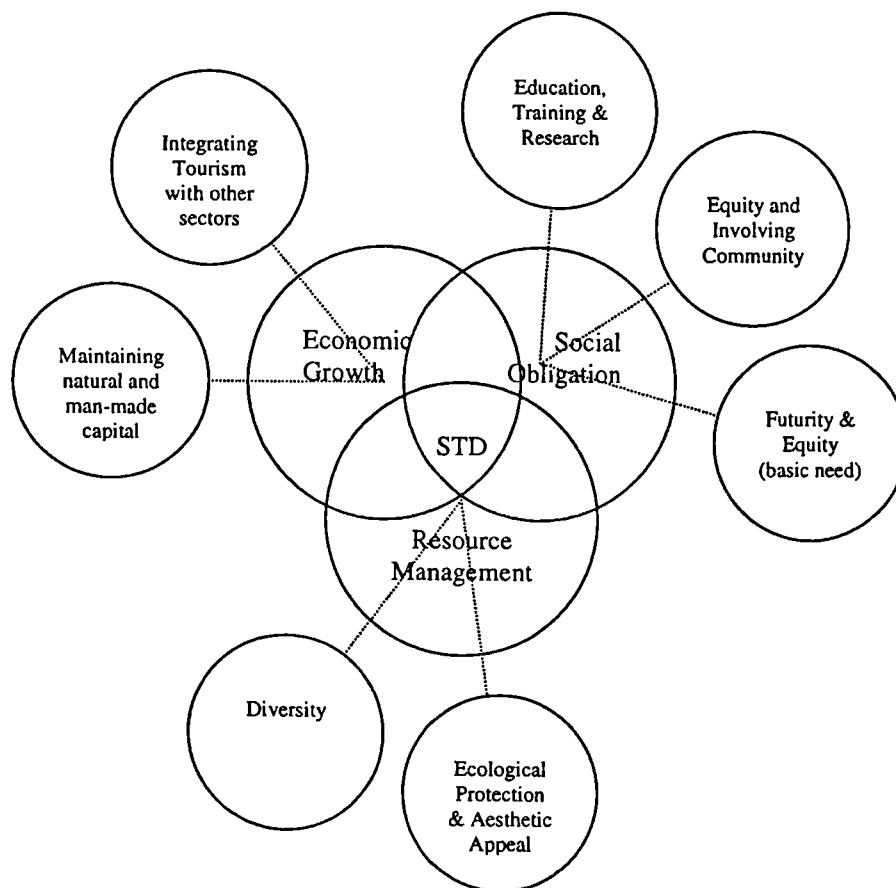 Education,
Training &
Research
Integrating
Tourism
with other
sectors
Equity and
Involving
Community
Economic
Growth
Social
Obligation
Maintaining
natural and
man-made
capital
Futurity &
Equity
(basic need)
STD
Resource
Management
Diversity
Ecological
Protection
& Aesthetic
Appeal